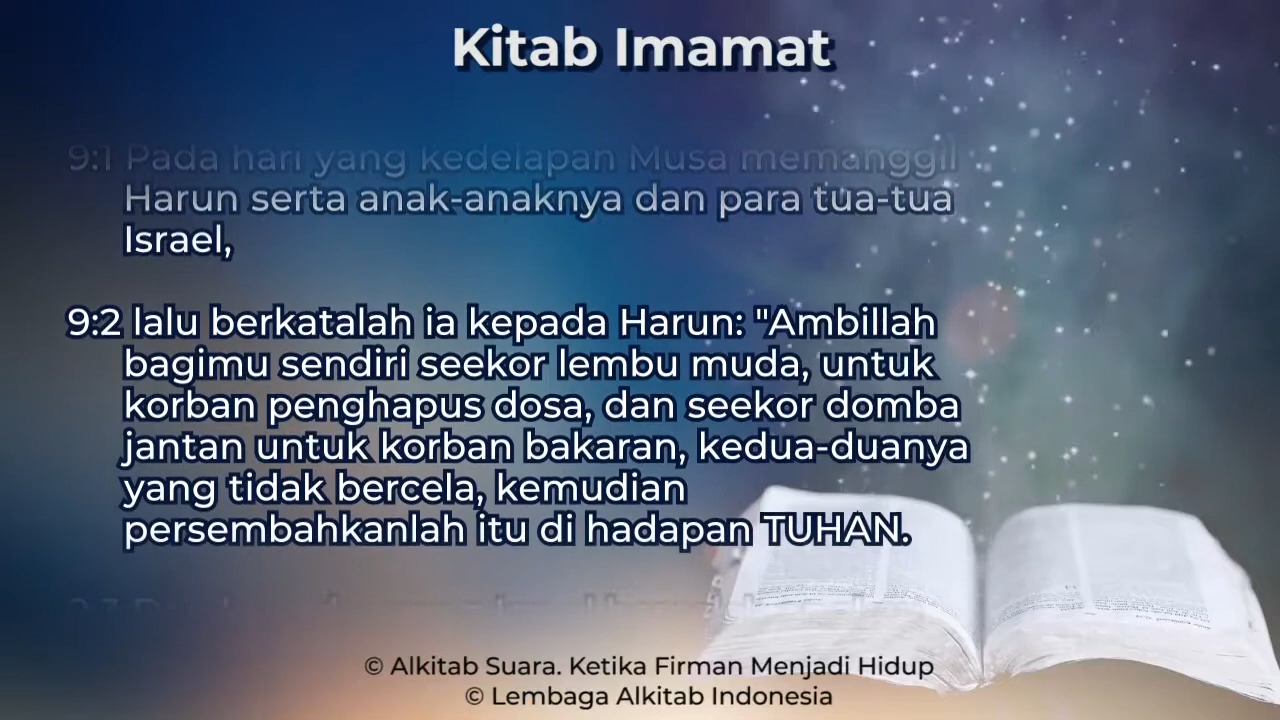 Kitab Imamat
9:1 Pada hari yang kedelapan Musa memanggil
Harun serta anak-anaknya dan para tua-tua
Israel,
9:2 lalu berkatalah ia kepada Harun: "Ambillah
bagimu sendiri seekor lembu muda, untuk
korban penghapus dosa, dan seekor domba
jantan untuk korban bakaran, kedua-duanya
yang tidak bercela, kemudian
persembahkanlah itu di hadapan TUHAN.
© Alkitab Suara. Ketika Firman Menjadi Hidup
© Lembaga Alkitab Indonesia